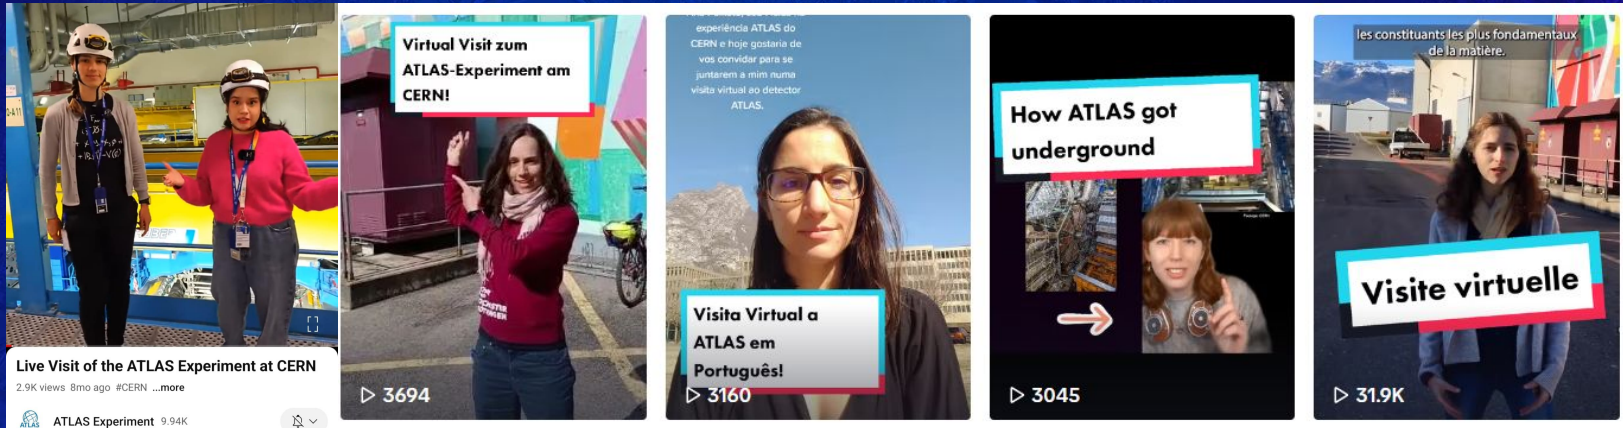 Live Visit of the ATLAS Experiment at CERN
2.9K views 8mo ago #CERN ...more
ATLAS
ATLAS Experiment 9.94K
Virtual Visit zum
ATLAS-Experiment am
CERN!
3694
experiência ATLAS do
CERN e hoje gostaria de
vos convidar para se
juntarem a mim numa
visita virtual ao detector
ATLAS.
Visita Virtual a
ATLAS em
Português!
3160
How ATLAS got
underground
3045
les constituants les plus fondamentaux
de la matière.
Visite virtuelle
31.9K